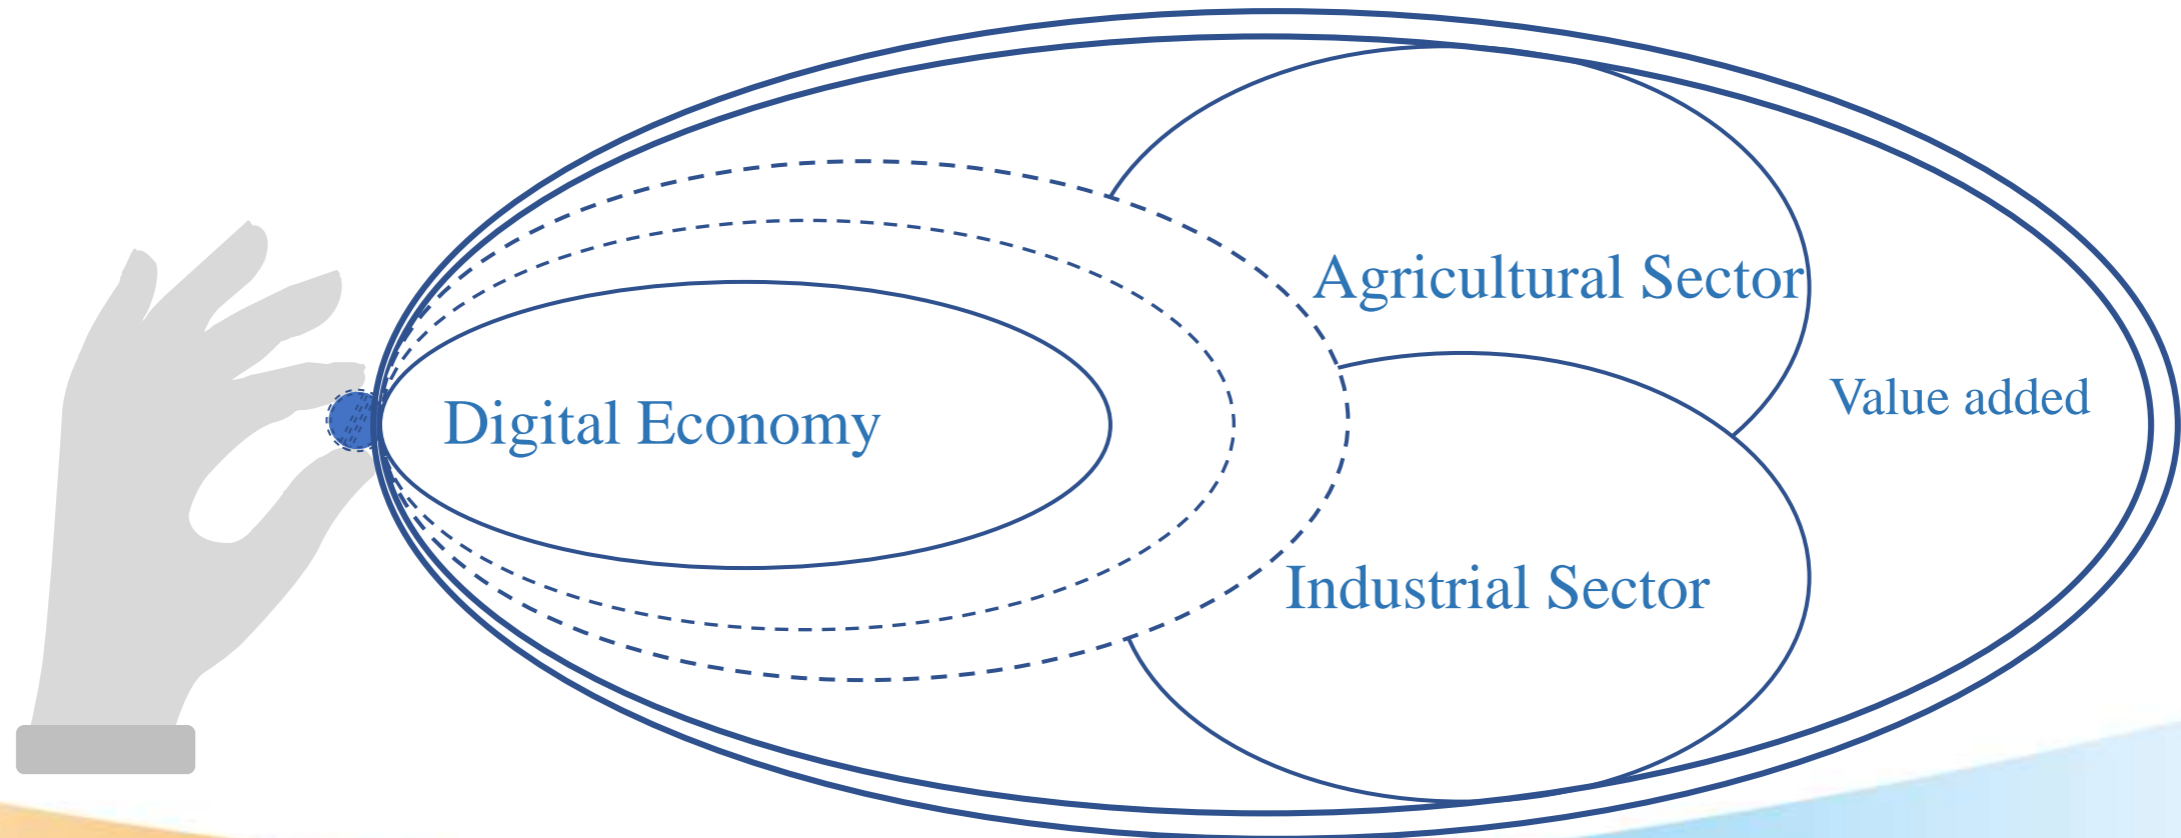 Agricultural Sector
Value added
Digital Economy
Industrial Sector